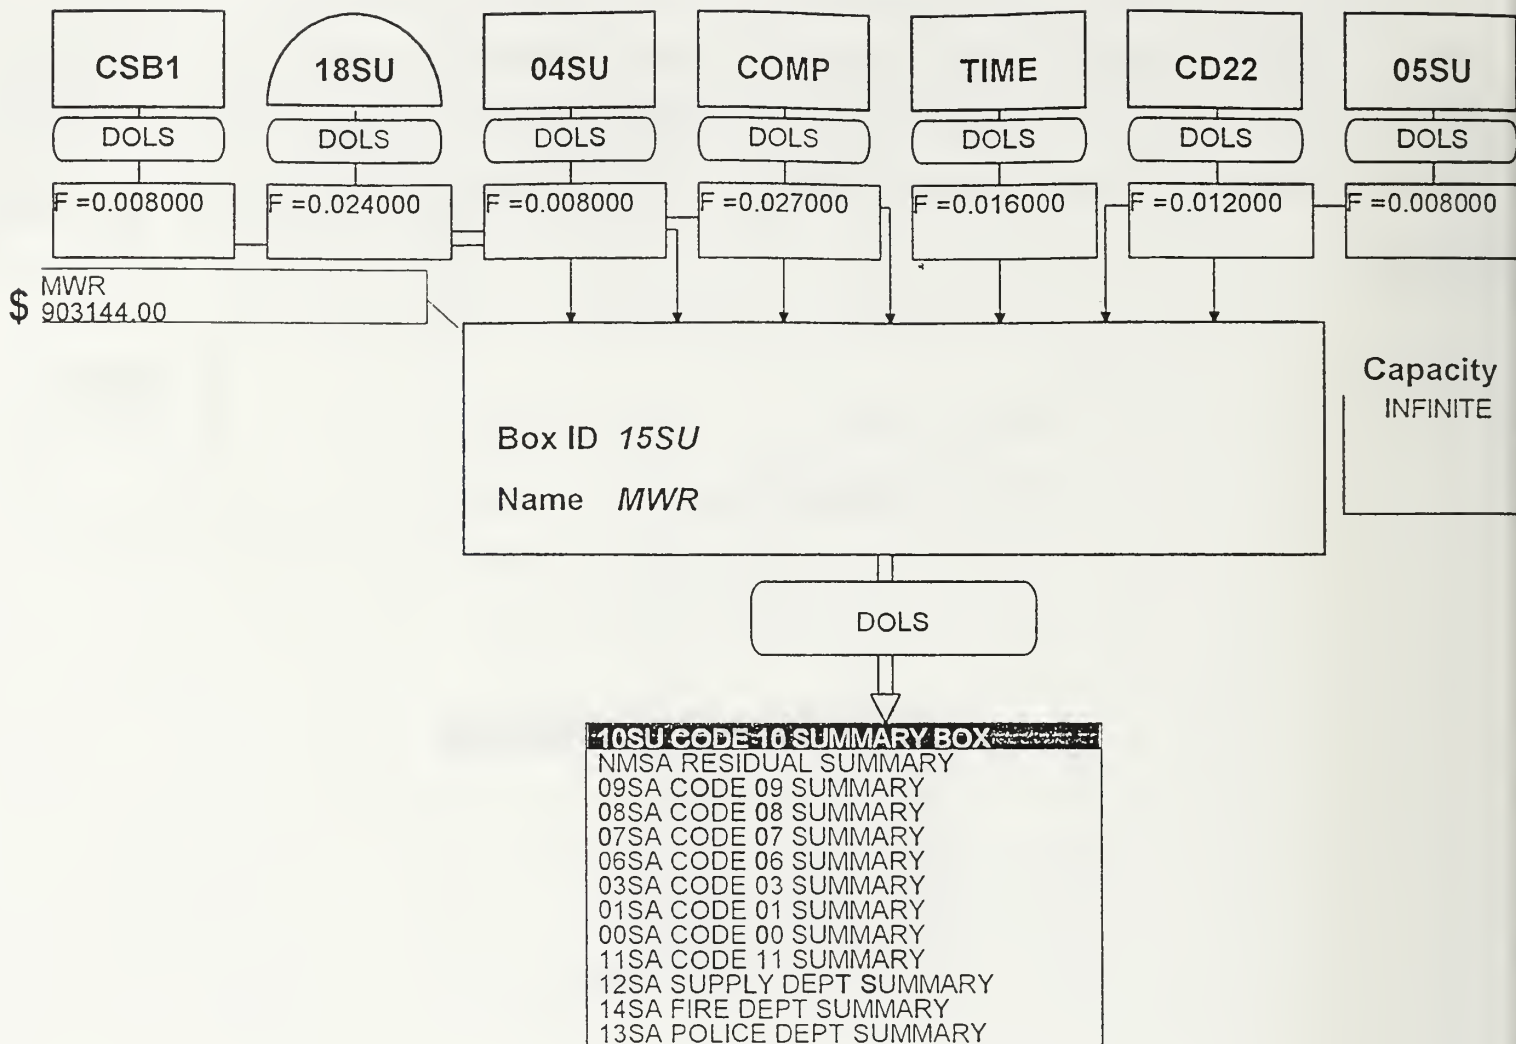 CSB1 18SU 04SU COMP TIME CD22 05SU
DOLS DOLS DOLS DOLS DOLS DOLS DOLS
F =0.008000 F =0.024000 F =0.008000 F =0.027000 F =0.016000 F =0.012000 F =0.008000
MWR
$ 903144.00
Capacity
INFINITE
Box ID 15SU
Name MWR
DOLS
10SU CODE 10 SUMMARY BOX
NMSA RESIDUAL SUMMARY
09SA CODE 09 SUMMARY
08SA CODE 08 SUMMARY
07SA CODE 07 SUMMARY
06SA CODE 06 SUMMARY
03SA CODE 03 SUMMARY
01SA CODE 01 SUMMARY
00SA CODE 00 SUMMARY
11SA CODE 11 SUMMARY
12SA SUPPLY DEPT SUMMARY
14SA FIRE DEPT SUMMARY
13SA POLICE DEPT SUMMARY